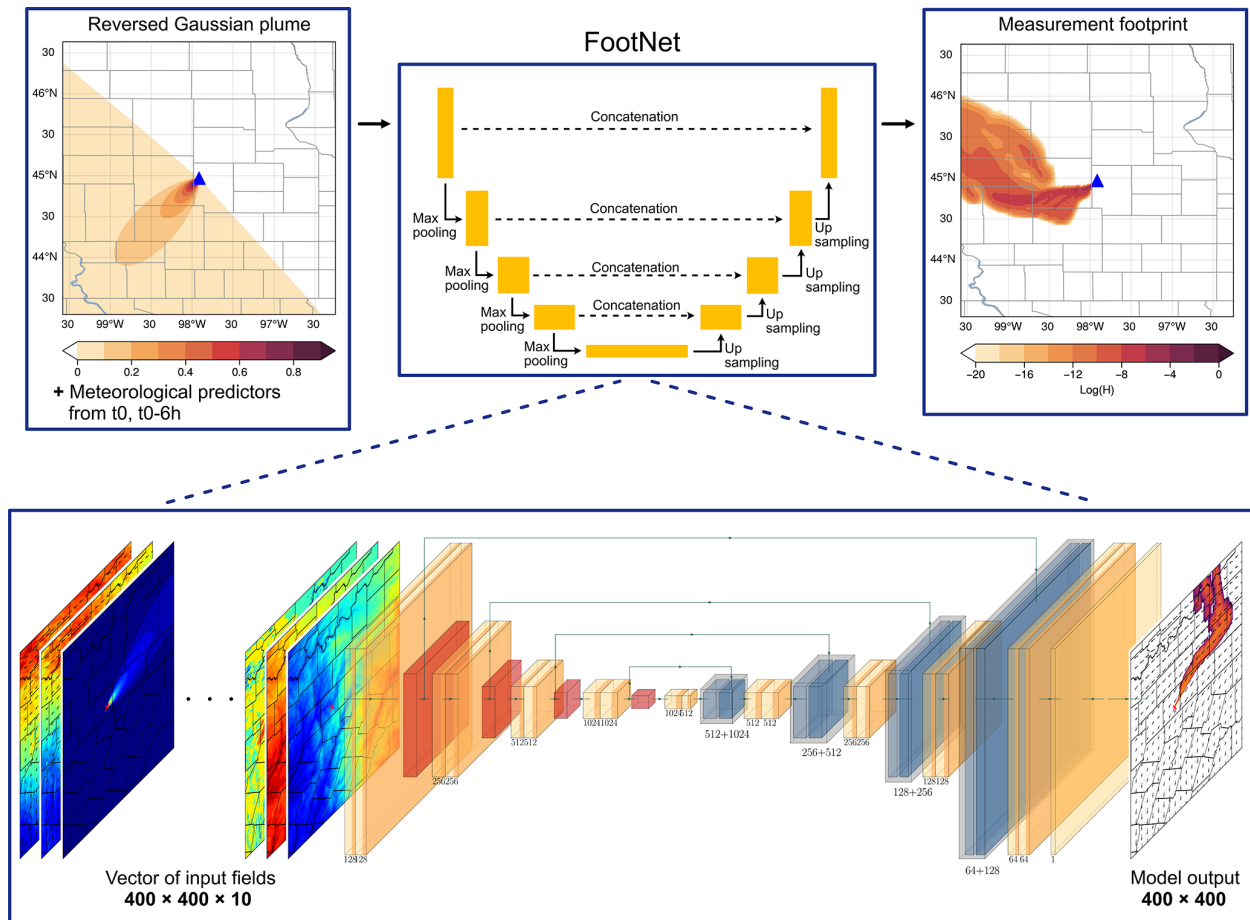 Reversed Gaussian plume
30
46°N
30
45°N
30
44°N
30
30 99°W 98°W 97°W 30
0 0.2 0.4 0.6 0.8
+ Meteorological predictors
from t0, t0-6h
FootNet
Concatenation
Concatenation
Concatenation
Concatenation
Max
pooling
Max
pooling
Max
pooling
Max
pooling
Up
sampling
Up
sampling
Up
sampling
Up
sampling
Measurement footprint
30
46°N
30
45°N
30
44°N
30
30 99°W 98°W 97°W 30
−20 −16 −12 −8 −4 0
Log(H)
128128
256256
512512
10241024
1024512
512+1024
512 512
256+512
256256
128+256
128128
64+128
64 64
1
Vector of input fields
400 × 400 × 10
Model output
400 × 400